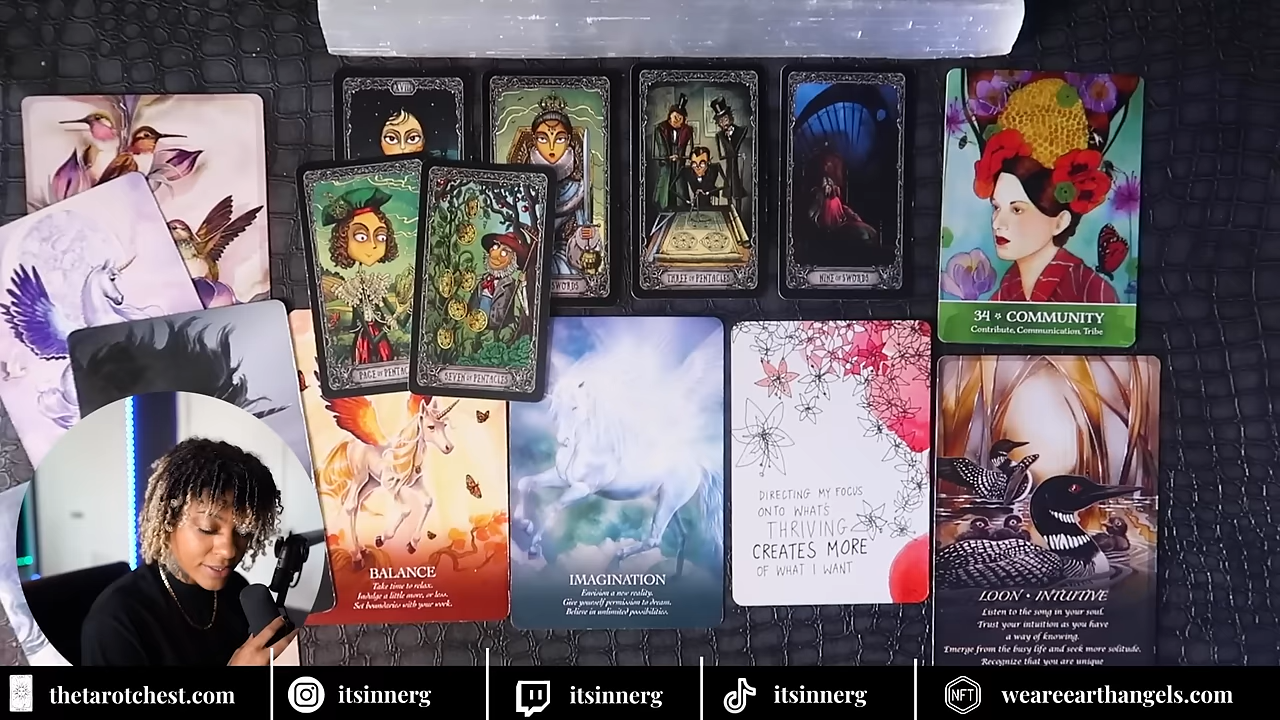 XVIII
SWORDS
THREE OF PENTACLES
NINE OF SWORDS
PAGE OF PENTAC
SEVEN OF PENTACLES
34 * COMMUNITY
Contribute, Communication, Tribe
BALANCE
Take time to relax.
Indulge a little more, or less.
Set boundaries with your work.
IMAGINATION
Envision a new reality.
Give yourself permission to dream.
Believe in unlimited possibilities.
DIRECTING MY FOCUS
ONTO WHAT'S
THRIVING
CREATES MORE
OF WHAT I WANT
LOON • INTUITIVE
Listen to the song in your soul.
Trust your intuition as you have
a way of knowing.
Emerge from the busy life and seek more solitude.
Recognize that you are unique
thetarotchest.com
itsinnerg
itsinnerg
itsinnerg
NFT
weareearthangels.com